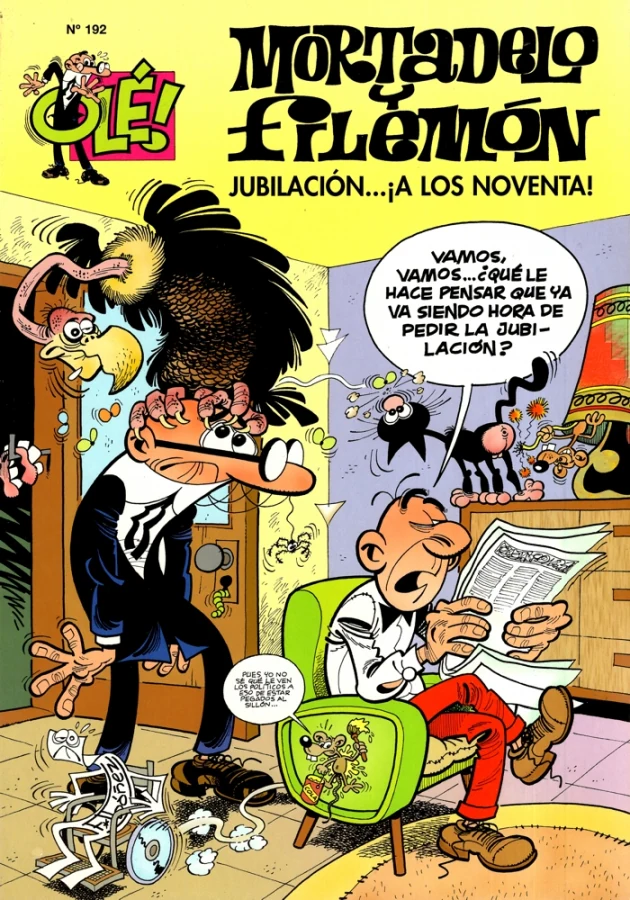 Nº 192
OLÉ!
MORTADELO
Y
FILEMÓN
JUBILACIÓN...¡A LOS NOVENTA!
VAMOS,
VAMOS...¿QUÉ LE
HACE PENSAR QUE YA
VA SIENDO HORA DE
PEDIR LA JUBI-
LACIÓN?
PUES YO NO
SÉ QUÉ LE VEN
LOS POLÍTICOS A
ESO DE ESTAR
PEGADOS AL
SILLÓN...